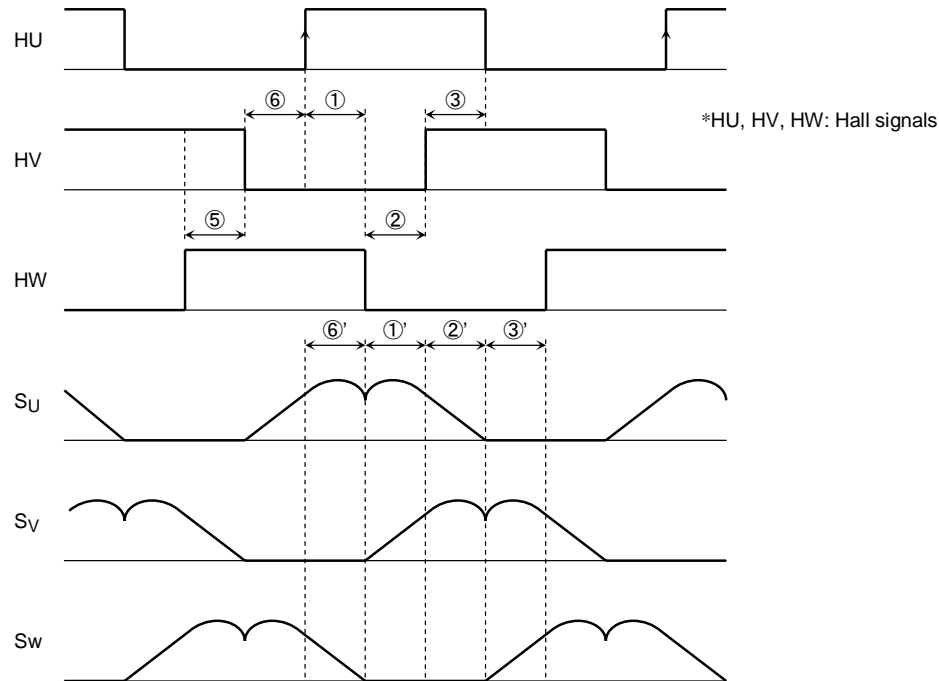 HU
⑥ ① ③
*HU, HV, HW: Hall signals
HV
⑤ ②
HW
⑥’ ①’ ②’ ③’
SU
SV
Sw